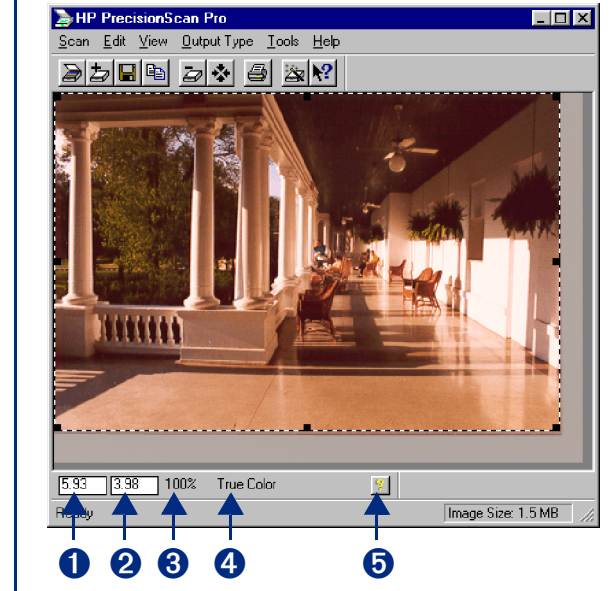 HP PrecisionScan Pro
Scan Edit View Output Type Tools Help
5.93 3.98 100% True Color ?
Ready Image Size: 1.5 MB
1 2 3 4 5